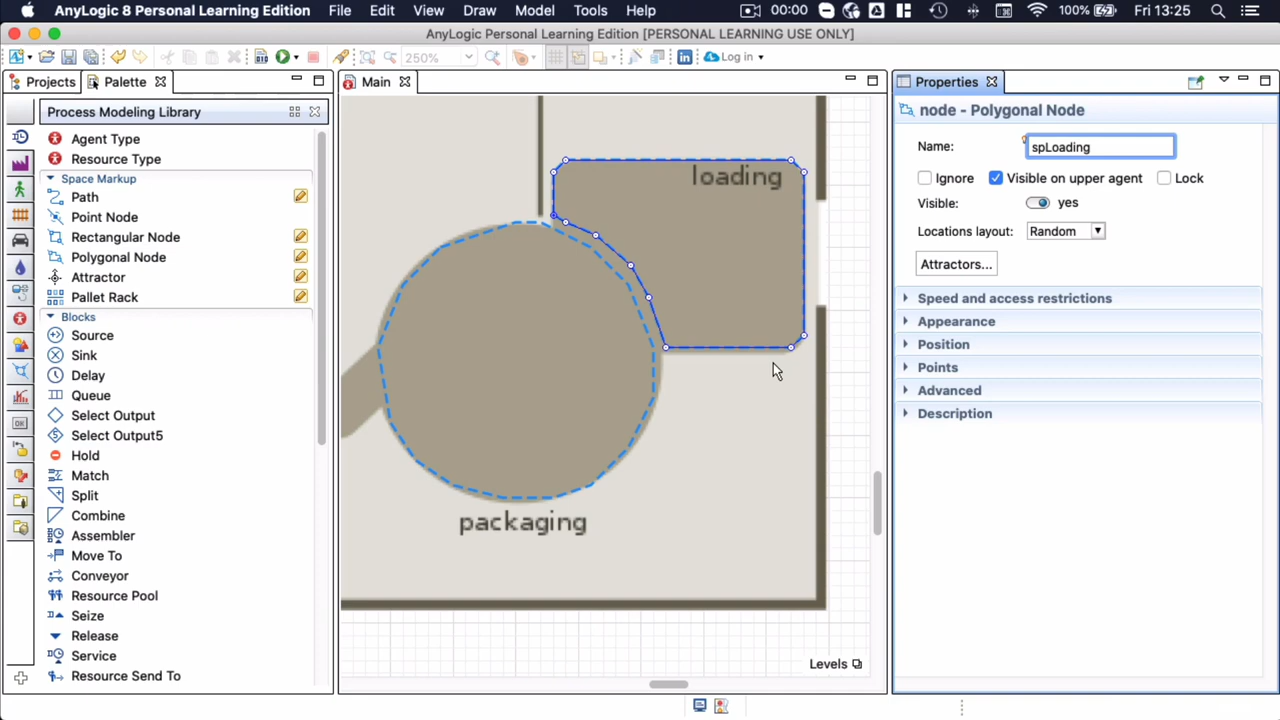 AnyLogic 8 Personal Learning Edition File Edit View Draw Model Tools Help 00:00 100% Fri 13:25
AnyLogic Personal Learning Edition [PERSONAL LEARNING USE ONLY]
250% Log in
Projects Palette
Process Modeling Library
Agent Type
Resource Type
Space Markup
Path
Point Node
Rectangular Node
Polygonal Node
Attractor
Pallet Rack
Blocks
Source
Sink
Delay
Queue
Select Output
Select Output5
Hold
Match
Split
Combine
Assembler
Move To
Conveyor
Resource Pool
Seize
Release
Service
Resource Send To
Main
loading
packaging
Levels
Properties
node - Polygonal Node
Name: spLoading
Ignore Visible on upper agent Lock
Visible: yes
Locations layout: Random
Attractors...
Speed and access restrictions
Appearance
Position
Points
Advanced
Description